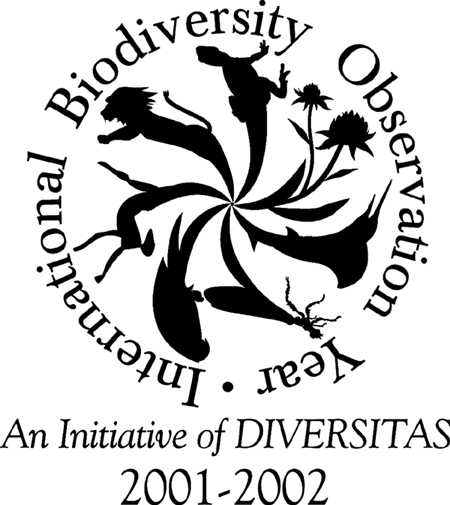 International Biodiversity Observation Year •
An Initiative of DIVERSITAS
2001-2002